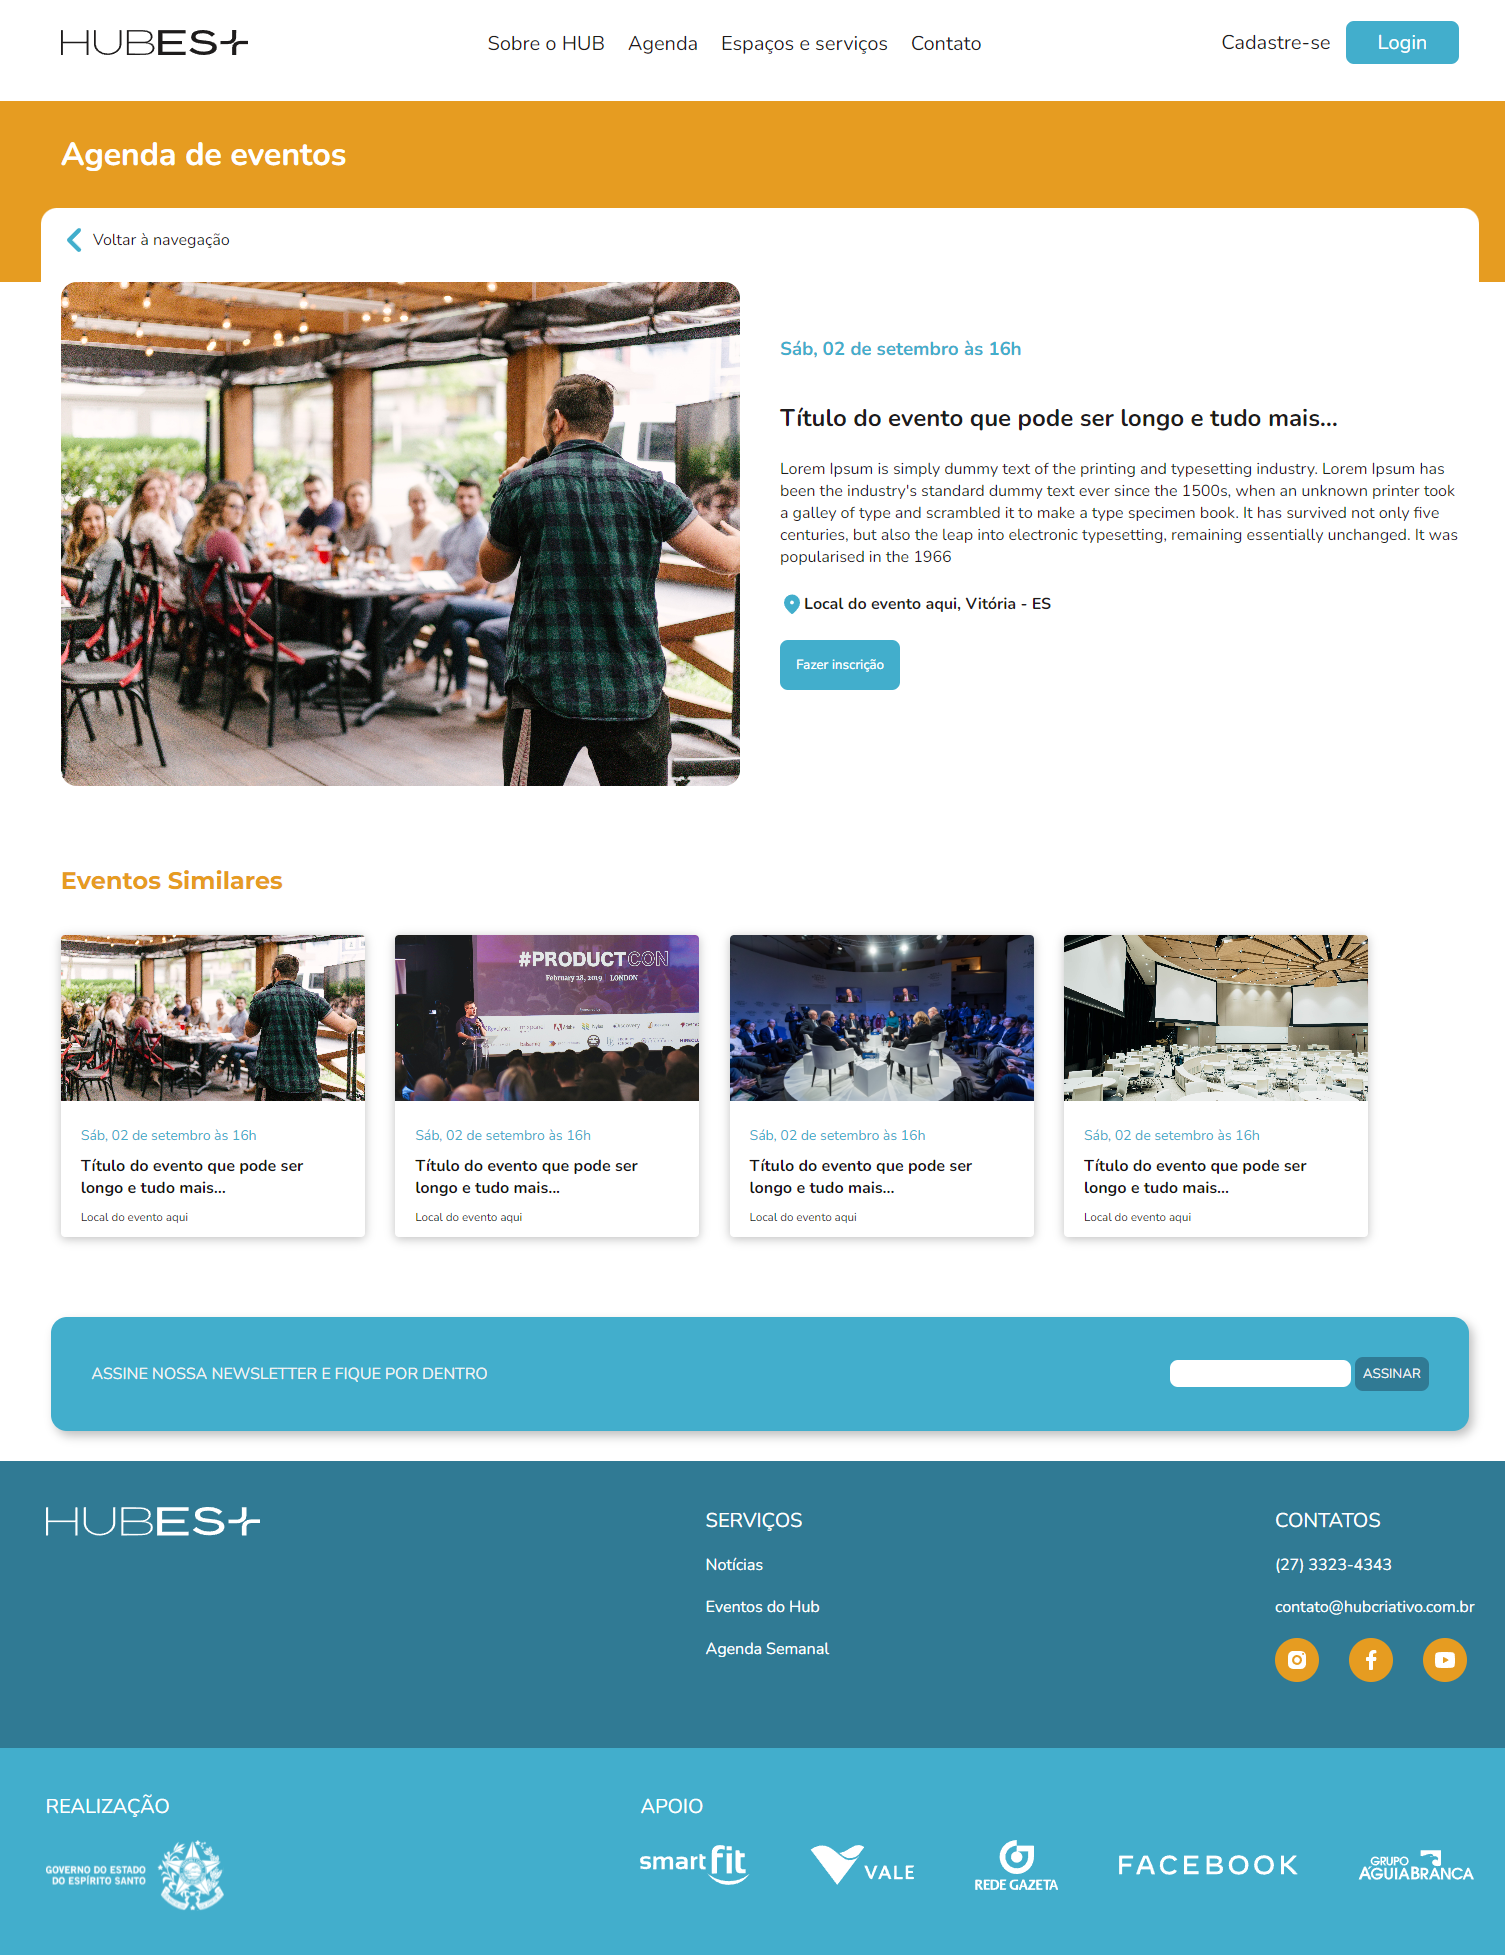 HUBES+
Sobre o HUB Agenda Espaços e serviços Contato
Cadastre-se Login
Agenda de eventos
Voltar à navegação
Sáb, 02 de setembro às 16h
Título do evento que pode ser longo e tudo mais...
Lorem Ipsum is simply dummy text of the printing and typesetting industry. Lorem Ipsum has
been the industry's standard dummy text ever since the 1500s, when an unknown printer took
a galley of type and scrambled it to make a type specimen book. It has survived not only five
centuries, but also the leap into electronic typesetting, remaining essentially unchanged. It was
popularised in the 1966
Local do evento aqui, Vitória - ES
Fazer inscrição
Eventos Similares
#PRODUCTCON
February 28, 2019 LONDON
Sáb, 02 de setembro às 16h
Título do evento que pode ser
longo e tudo mais...
Local do evento aqui
Sáb, 02 de setembro às 16h
Título do evento que pode ser
longo e tudo mais...
Local do evento aqui
Sáb, 02 de setembro às 16h
Título do evento que pode ser
longo e tudo mais...
Local do evento aqui
Sáb, 02 de setembro às 16h
Título do evento que pode ser
longo e tudo mais...
Local do evento aqui
ASSINE NOSSA NEWSLETTER E FIQUE POR DENTRO
ASSINAR
HUBES+
SERVIÇOS
Notícias
Eventos do Hub
Agenda Semanal
CONTATOS
(27) 3323-4343
contato@hubcriativo.com.br
REALIZAÇÃO
GOVERNO DO ESTADO
DO ESPÍRITO SANTO
APOIO
smart fit
VALE
REDE GAZETA
FACEBOOK
GRUPO
ÁGUIABRANCA